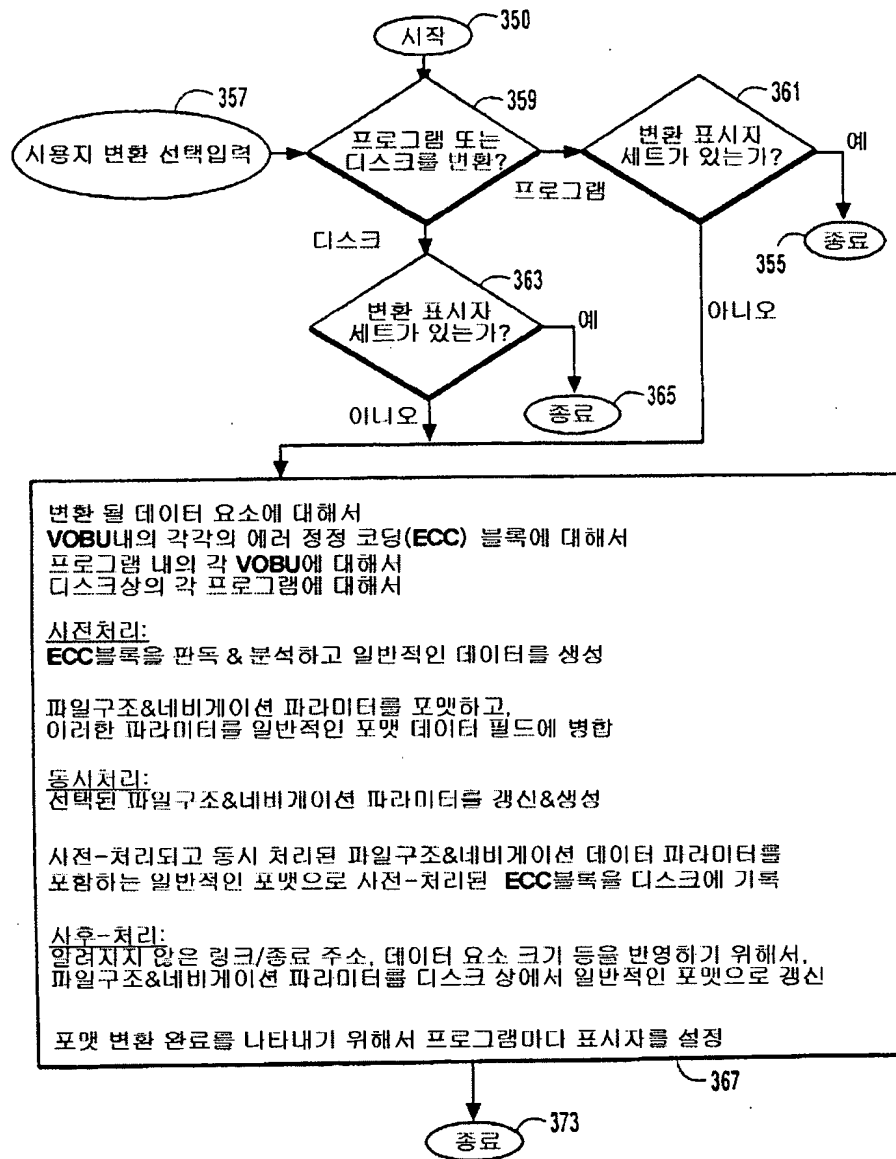 시작
350
357
시용지 변환 선택입력
359
프로그램 또는
디스크를 변환?
프로그램
361
변환 표시자
세트가 있는가?
예
355
종료
디스크
363
변환 표시자
세트가 있는가?
예
365
종료
아니오
이니오
변환 될 데이터 요소에 대해서
VOBU내의 각각의 에러 정정 코딩(ECC) 블록에 대해서
프로그램 내의 각 VOBU에 대해서
디스크상의 각 프로그램에 대해서
사전처리:
ECC블록을 판독 & 분석하고 일반적인 데이터를 생성
파일구조&네비게이션 파라미터를 포맷하고,
이러한 파라미터를 일반적인 포맷 데이터 필드에 병합
동시처리:
선택된 파일구조&네비게이션 파라미터를 갱신&생성
사전-처리되고 동시 처리된 파일구조&네비게이션 데이터 파라미터를
포함하는 일반적인 포맷으로 사전-처리된 ECC블록을 디스크에 기록
사후-처리:
알려지지 않은 링크/종료 주소, 데이터 요소 크기 등을 반영하기 위해서,
파일구조&네비게이션 파라미터를 디스크 상에서 일반적인 포맷으로 갱신
포맷 변환 완료를 나타내기 위해서 프로그램마다 표시자를 설정
367
종료
373